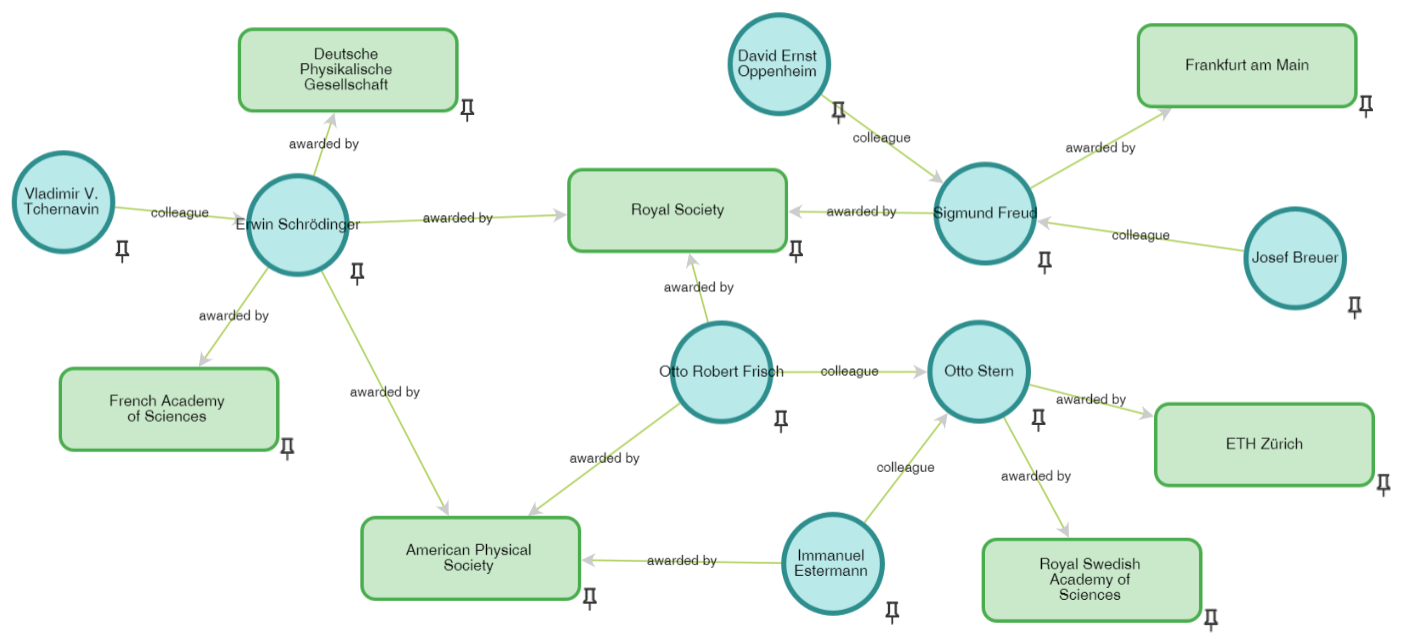 Deutsche
Physikalische
Gesellschaft
David Ernst
Oppenheim
Frankfurt am Main
awarded by
colleague
awarded by
Vladimir V.
Tchernavin
colleague
Erwin Schrödinger
awarded by
Royal Society
awarded by
Sigmund Freud
colleague
Josef Breuer
awarded by
awarded by
Otto Robert Frisch
colleague
Otto Stern
awarded by
French Academy
of Sciences
awarded by
ETH Zürich
awarded by
colleague
awarded by
American Physical
Society
awarded by
Immanuel
Estermann
Royal Swedish
Academy of
Sciences